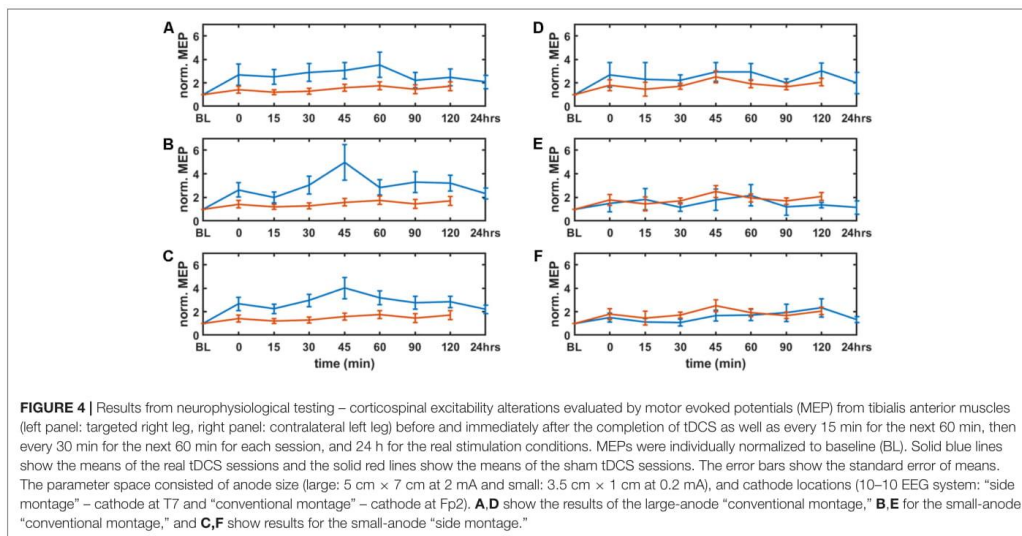 A
norm. MEP
6
4
2
0
BL 0 15 30 45 60 90 120 24hrs
B
norm. MEP
6
4
2
0
BL 0 15 30 45 60 90 120 24hrs
C
norm. MEP
6
4
2
0
BL 0 15 30 45 60 90 120 24hrs
time (min)
D
norm. MEP
6
4
2
0
BL 0 15 30 45 60 90 120 24hrs
E
norm. MEP
6
4
2
0
BL 0 15 30 45 60 90 120 24hrs
F
norm. MEP
6
4
2
0
BL 0 15 30 45 60 90 120 24hrs
time (min)
FIGURE 4 | Results from neurophysiological testing – corticospinal excitability alterations evaluated by motor evoked potentials (MEP) from tibialis anterior muscles
(left panel: targeted right leg, right panel: contralateral left leg) before and immediately after the completion of tDCS as well as every 15 min for the next 60 min, then
every 30 min for the next 60 min for each session, and 24 h for the real stimulation conditions. MEPs were individually normalized to baseline (BL). Solid blue lines
show the means of the real tDCS sessions and the solid red lines show the means of the sham tDCS sessions. The error bars show the standard error of means.
The parameter space consisted of anode size (large: 5 cm × 7 cm at 2 mA and small: 3.5 cm × 1 cm at 0.2 mA), and cathode locations (10–10 EEG system: “side
montage” – cathode at T7 and “conventional montage” – cathode at Fp2). A,D show the results of the large-anode “conventional montage,” B,E for the small-anode
“conventional montage,” and C,F show results for the small-anode “side montage.”